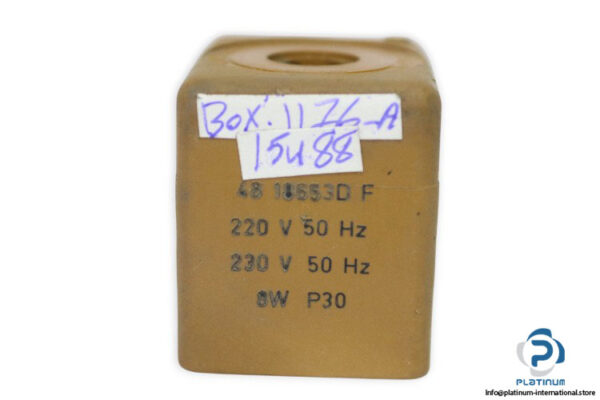 Box. 1126-A
15488
48 18653D F
220 V 50 Hz
230 V 50 Hz
8W P30
PLATINUM
info@platinum-international.store